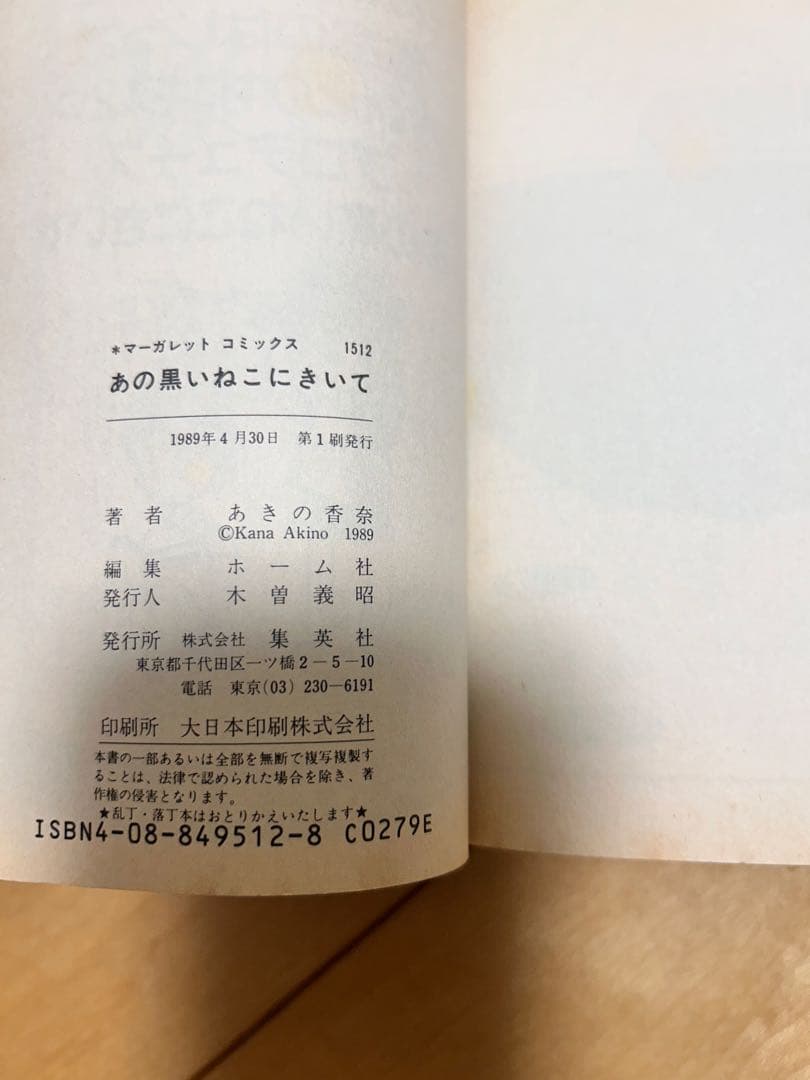 ＊マーガレット コミックス 1512
あの黒いねこにきいて
1989年4月30日 第1刷発行
著者 あきの香奈
©Kana Akino 1989
編集 ホーム社
発行人 木曽義昭
発行所 株式会社 集英社
東京都千代田区一ツ橋2－5－10
電話 東京(03) 230－6191
印刷所 大日本印刷株式会社
本書の一部あるいは全部を無断で複写複製す
ることは、法律で認められた場合を除き、著
作権の侵害となります。
★乱丁・落丁本はおとりかえいたします★
ISBN4-08-849512-8 C0279E